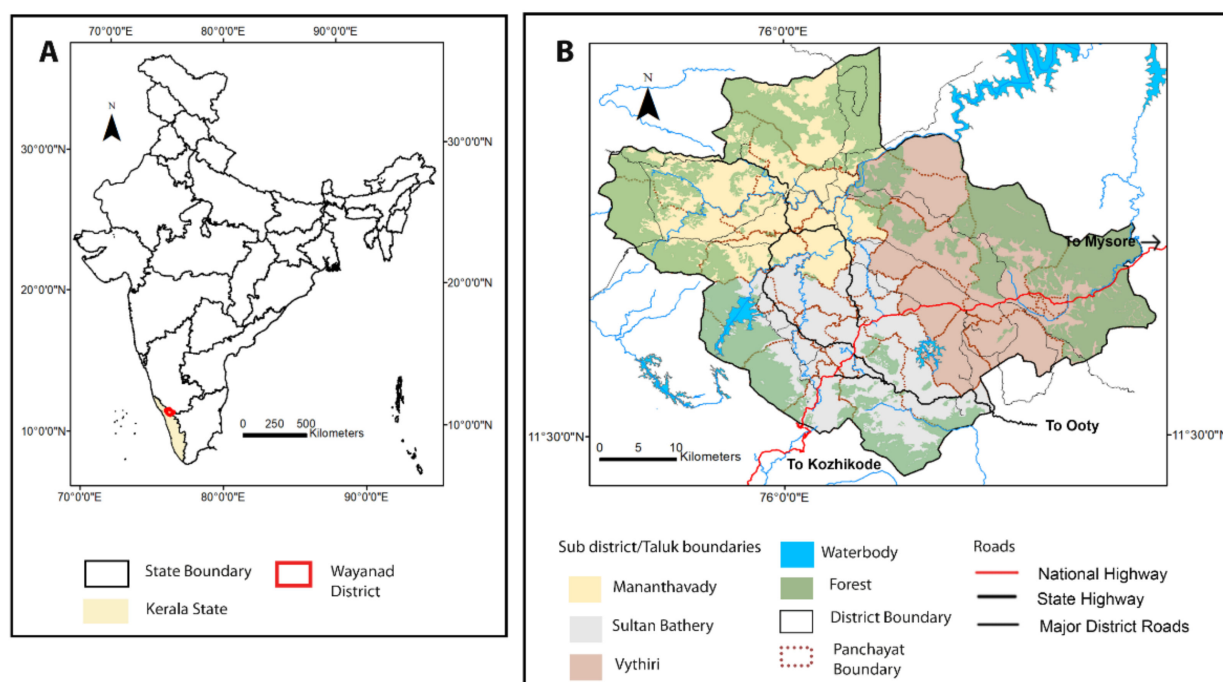 A
70°0'0"E 80°0'0"E 90°0'0"E
N
30°0'0"N
30°0'0"N
20°0'0"N
20°0'0"N
10°0'0"N
10°0'0"N
0 250 500
Kilometers
70°0'0"E 80°0'0"E 90°0'0"E
State Boundary
Wayanad
District
Kerala State
B
76°0'0"E
N
To Mysore
To Ooty
11°30'0"N
11°30'0"N
0 5 10
Kilometers
To Kozhikode
76°0'0"E
Sub district/Taluk boundaries
Mananthavady
Sultan Bathery
Vythiri
Waterbody
Forest
District Boundary
Panchayat
Boundary
Roads
National Highway
State Highway
Major District Roads